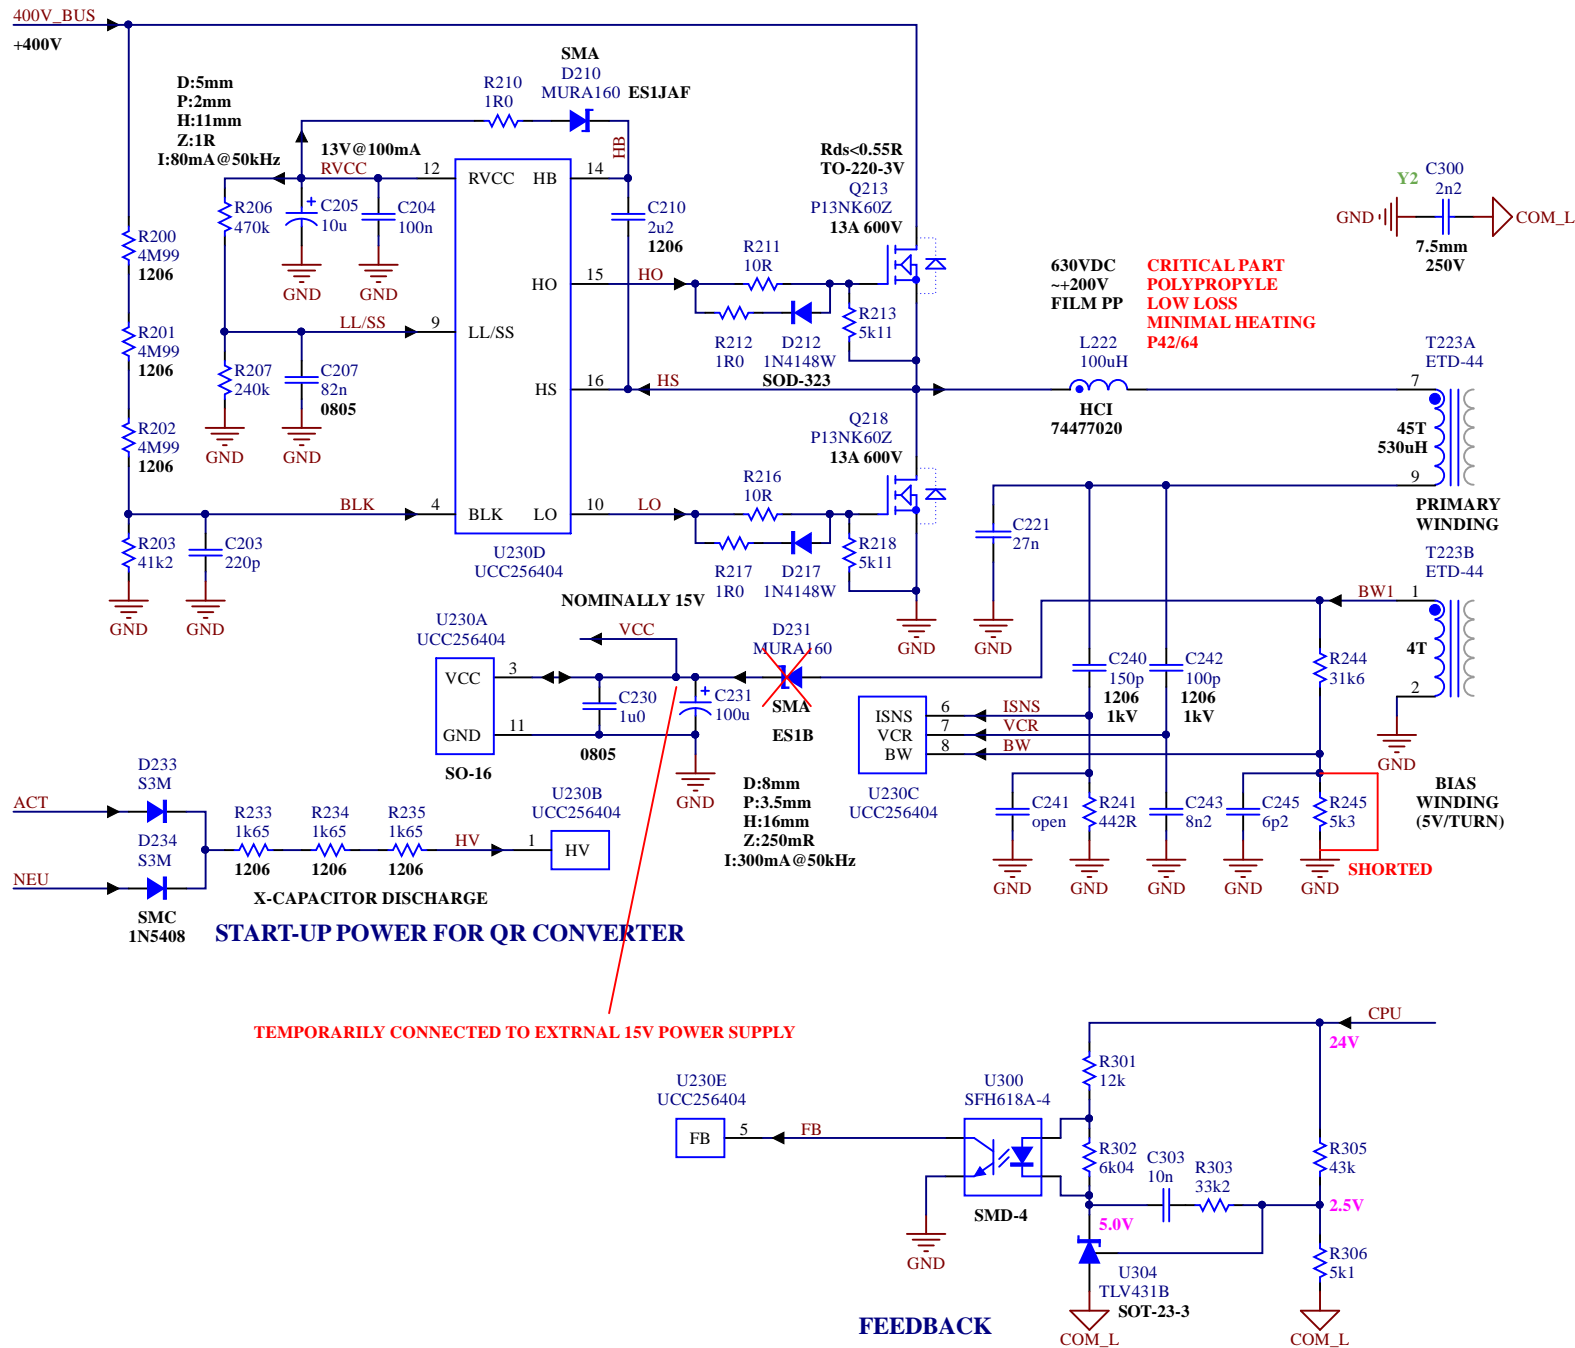 400V_BUS
+400V
D:5mm
P:2mm
H:11mm
Z:1R
I:80mA@50kHz
R210
1R0
SMA
D210
MURA160 ES1JAF
13V@100mA
RVCC
12
RVCC
HB
14
HB
R206
470k
C205
10u
C204
100n
GND
GND
C210
2u2
1206
Rds<0.55R
TO-220-3V
Q213
P13NK60Z
13A 600V
Y2
C300
2n2
GND
COM_L
7.5mm
250V
R200
4M99
1206
R201
4M99
1206
R202
4M99
1206
HO
15
HO
R211
10R
R212
1R0
D212
1N4148W
SOD-323
R213
5k11
630VDC
~+200V
FILM PP
CRITICAL PART
POLYPROPYLE
LOW LOSS
MINIMAL HEATING
P42/64
LL/SS
9
LL/SS
R207
240k
C207
82n
0805
GND
GND
HS
16
HS
L222
100uH
HCI
74477020
T223A
ETD-44
7
45T
530uH
9
PRIMARY
WINDING
Q218
P13NK60Z
13A 600V
BLK
4
BLK
LO
10
LO
R216
10R
R217
1R0
D217
1N4148W
R218
5k11
R203
41k2
C203
220p
GND
GND
U230D
UCC256404
C221
27n
GND
GND
T223B
ETD-44
BW1
1
4T
2
GND
BIAS
WINDING
(5V/TURN)
NOMINALLY 15V
U230A
UCC256404
VCC
VCC
3
GND
11
SO-16
C230
1u0
0805
C231
100u
GND
D231
MURA160
SMA
ES1B
D:8mm
P:3.5mm
H:16mm
Z:250mR
I:300mA@50kHz
C240
150p
1206
1kV
C242
100p
1206
1kV
R244
31k6
ISNS
6
ISNS
VCR
7
VCR
BW
8
BW
U230C
UCC256404
C241
open
R241
442R
C243
8n2
C245
6p2
R245
5k3
GND
GND
GND
GND
GND
SHORTED
D233
S3M
ACT
D234
S3M
NEU
SMC
1N5408
R233
1k65
1206
R234
1k65
1206
R235
1k65
1206
HV
1
HV
U230B
UCC256404
X-CAPACITOR DISCHARGE
START-UP POWER FOR QR CONVERTER
TEMPORARILY CONNECTED TO EXTRNAL 15V POWER SUPPLY
CPU
24V
R301
12k
U230E
UCC256404
FB
5
FB
U300
SFH618A-4
SMD-4
GND
R302
6k04
C303
10n
R303
33k2
R305
43k
2.5V
5.0V
R306
5k1
U304
TLV431B
SOT-23-3
COM_L
COM_L
FEEDBACK